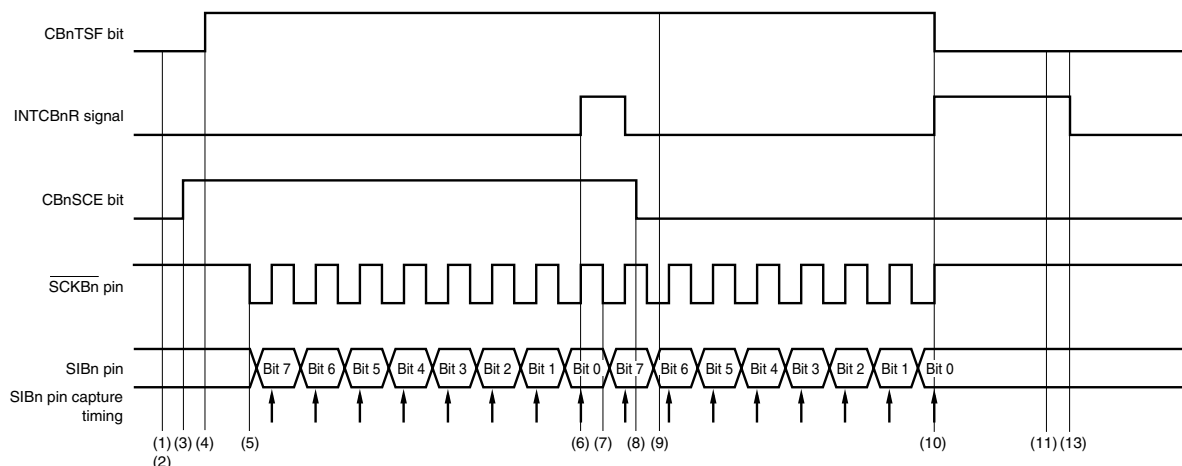 CBnTSF bit
INTCBnR signal
CBnSCE bit
SCKBn pin
SIBn pin
Bit 7 Bit 6 Bit 5 Bit 4 Bit 3 Bit 2 Bit 1 Bit 0 Bit 7 Bit 6 Bit 5 Bit 4 Bit 3 Bit 2 Bit 1 Bit 0
SIBn pin capture
timing
(1) (3) (4) (5) (6) (7) (8) (9) (10) (11) (13)
(2)